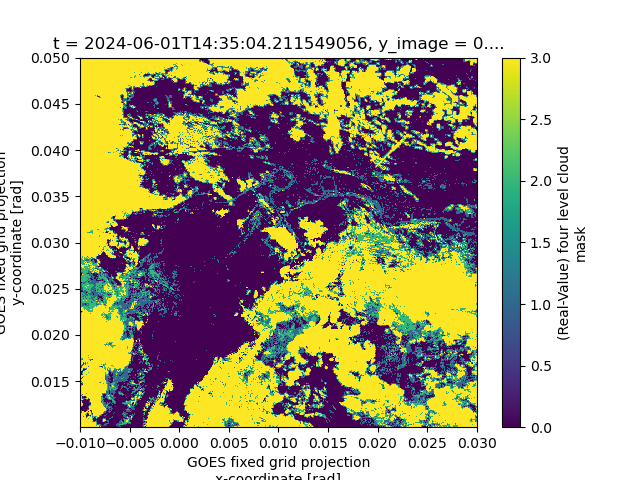 t = 2024-06-01T14:35:04.211549056, y_image = 0....
0.050
0.045
0.040
0.035
0.030
0.025
0.020
0.015
GOES fixed grid projection
y-coordinate [rad]
−0.010 −0.005 0.000 0.005 0.010 0.015 0.020 0.025 0.030
GOES fixed grid projection
x-coordinate [rad]
3.0
2.5
2.0
1.5
1.0
0.5
0.0
(Real-Value) four level cloud
mask